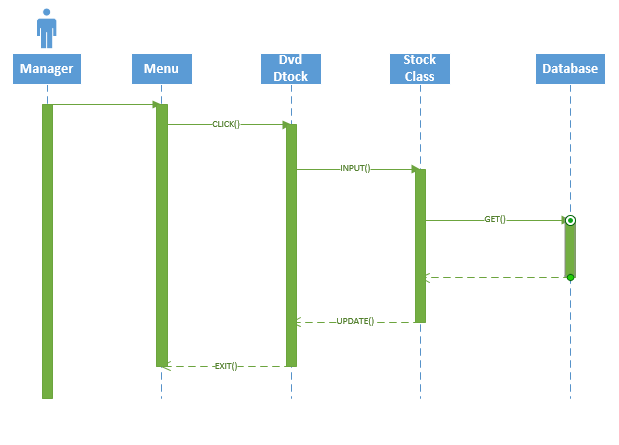 Manager
Menu
Dvd
Dtock
Stock
Class
Database
CLICK()
INPUT()
GET()
UPDATE()
EXIT()